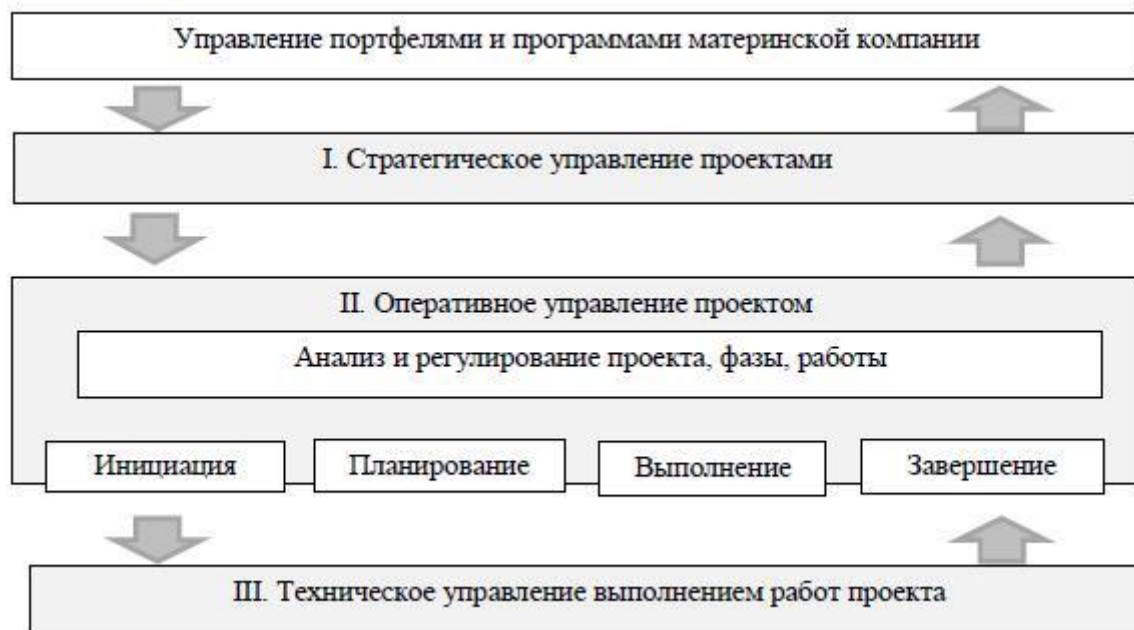 Управление портфелями и программами материнской компании
I. Стратегическое управление проектами
II. Оперативное управление проектом
Анализ и регулирование проекта, фазы, работы
Инициация
Планирование
Выполнение
Завершение
III. Техническое управление выполнением работ проекта